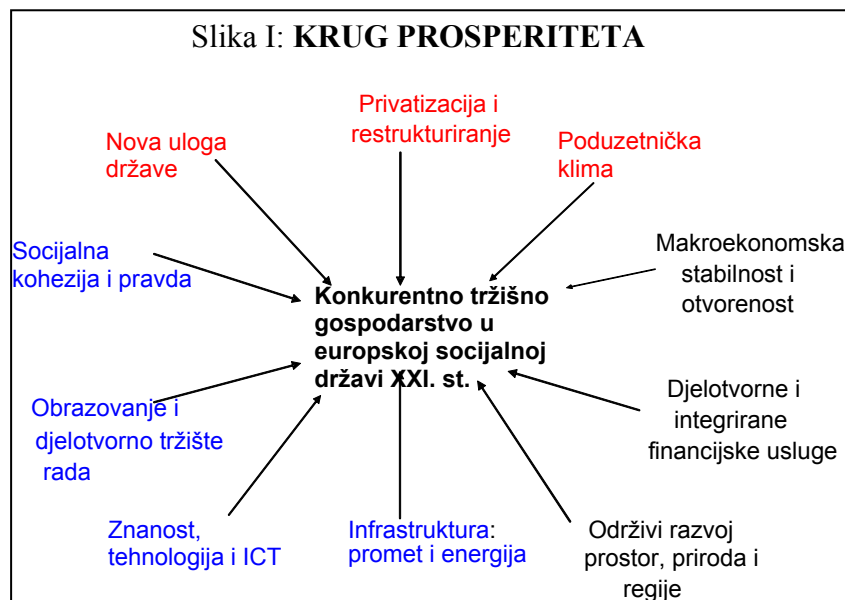 Slika I: KRUG PROSPERITETA
Privatizacija i
restrukturiranje
Nova uloga
države
Poduzetnička
klima
Socijalna
kohezija i pravda
Makroekonomska
stabilnost i
otvorenost
Konkurentno tržišno
gospodarstvo u
europskoj socijalnoj
državi XXI. st.
Obrazovanje i
djelotvorno tržište
rada
Djelotvorne i
integrirane
financijske usluge
Znanost,
tehnologija i ICT
Infrastruktura:
promet i energija
Održivi razvoj
prostor, priroda i
regije